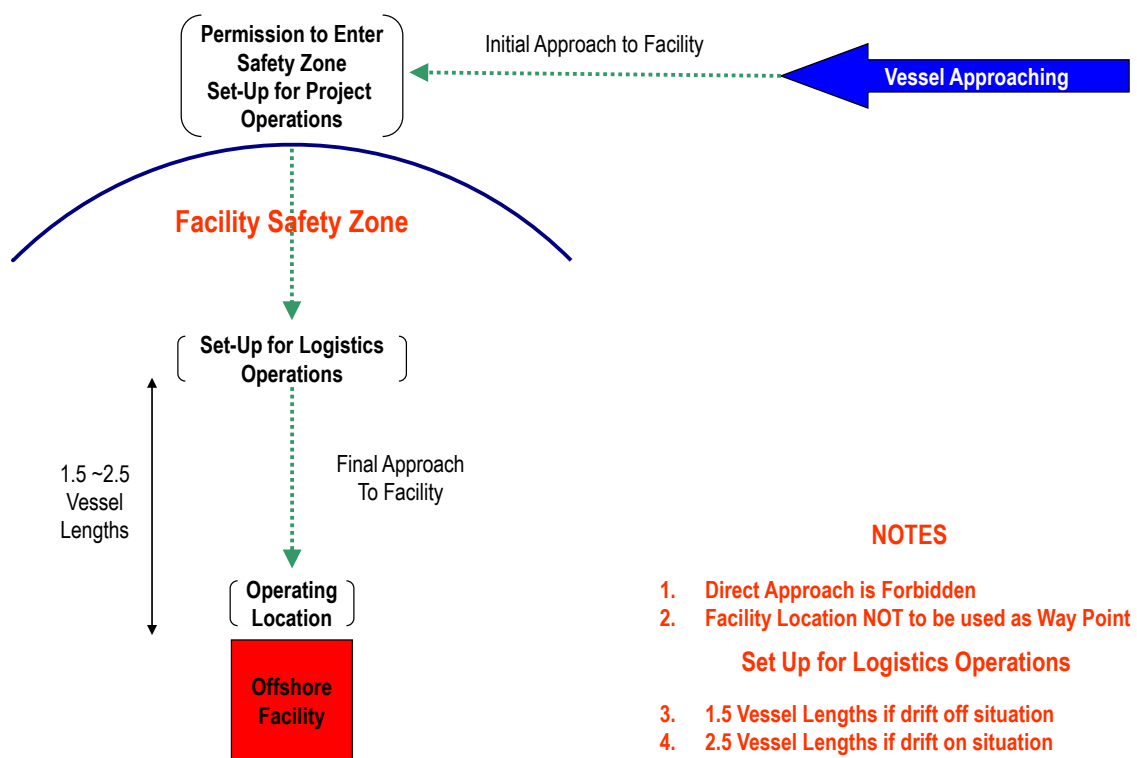 Permission to Enter
Safety Zone
Set-Up for Project
Operations
Initial Approach to Facility
Vessel Approaching
Facility Safety Zone
Set-Up for Logistics
Operations
1.5 ~2.5
Vessel
Lengths
Final Approach
To Facility
Operating
Location
Offshore
Facility
NOTES
1. Direct Approach is Forbidden
2. Facility Location NOT to be used as Way Point
Set Up for Logistics Operations
3. 1.5 Vessel Lengths if drift off situation
4. 2.5 Vessel Lengths if drift on situation